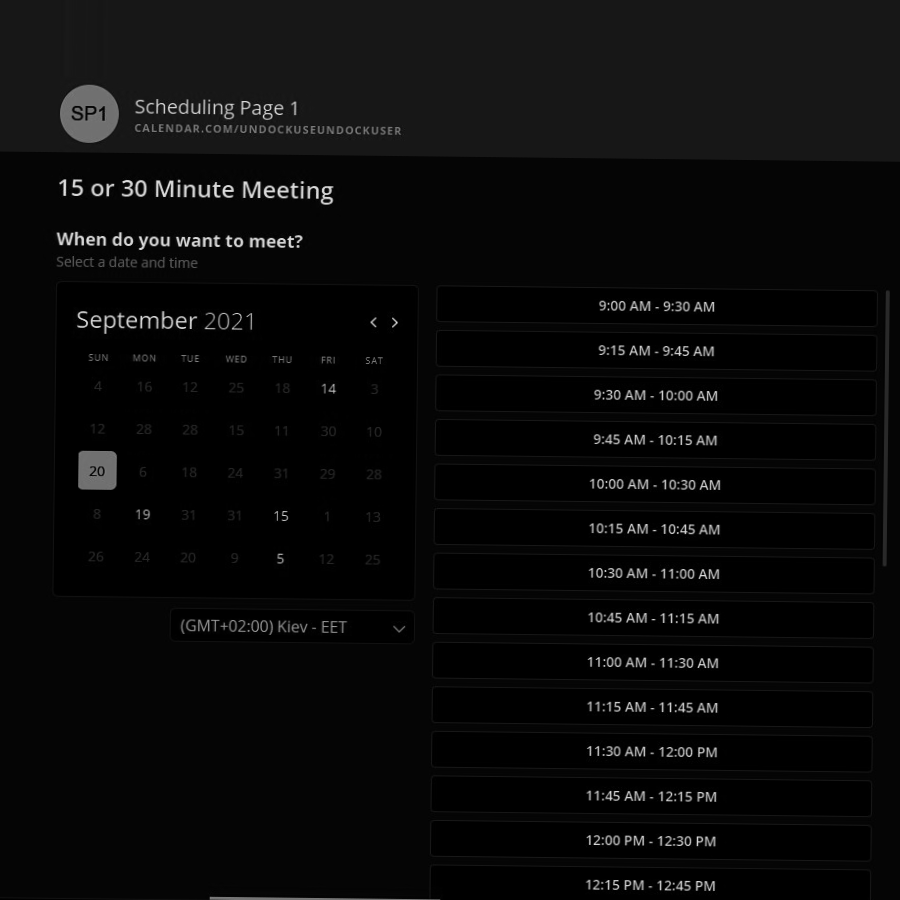 SP1
Scheduling Page 1
CALENDAR.COM/UNDOCKUSEUNDOCKUSER
15 or 30 Minute Meeting
When do you want to meet?
Select a date and time
September 2021
SUN MON TUE WED THU FRI SAT
4 16 12 25 18 14 3
12 28 28 15 11 30 10
20 6 18 24 31 29 28
8 19 31 31 15 1 13
26 24 20 9 5 12 25
(GMT+02:00) Kiev - EET
9:00 AM - 9:30 AM
9:15 AM - 9:45 AM
9:30 AM - 10:00 AM
9:45 AM - 10:15 AM
10:00 AM - 10:30 AM
10:15 AM - 10:45 AM
10:30 AM - 11:00 AM
10:45 AM - 11:15 AM
11:00 AM - 11:30 AM
11:15 AM - 11:45 AM
11:30 AM - 12:00 PM
11:45 AM - 12:15 PM
12:00 PM - 12:30 PM
12:15 PM - 12:45 PM